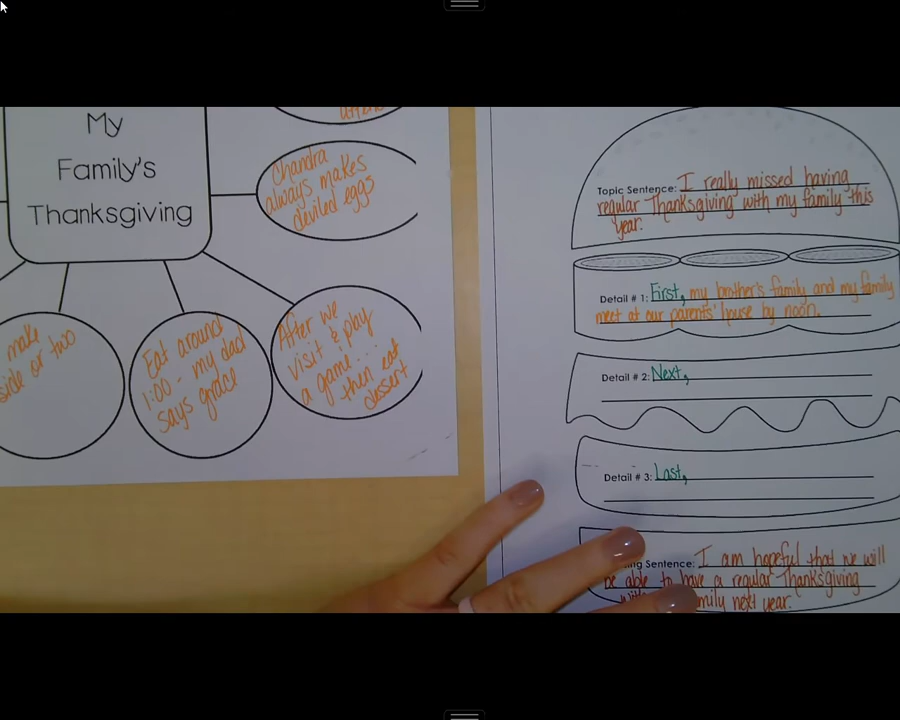 My
Family's
Thanksgiving
Chandra
always makes
deviled eggs
make
side or two
Eat around
1:00 - my dad
says grace
After we
visit & play
a game...
then eat
dessert
Topic Sentence: I really missed having
regular Thanksgiving with my family this
year.
Detail # 1: First, my brother's family and my family
meet at our parents' house by noon.
Detail # 2: Next,
Detail # 3: Last,
ng Sentence: I am hopeful that we will
be able to have a regular Thanksgiving
with mily next year.